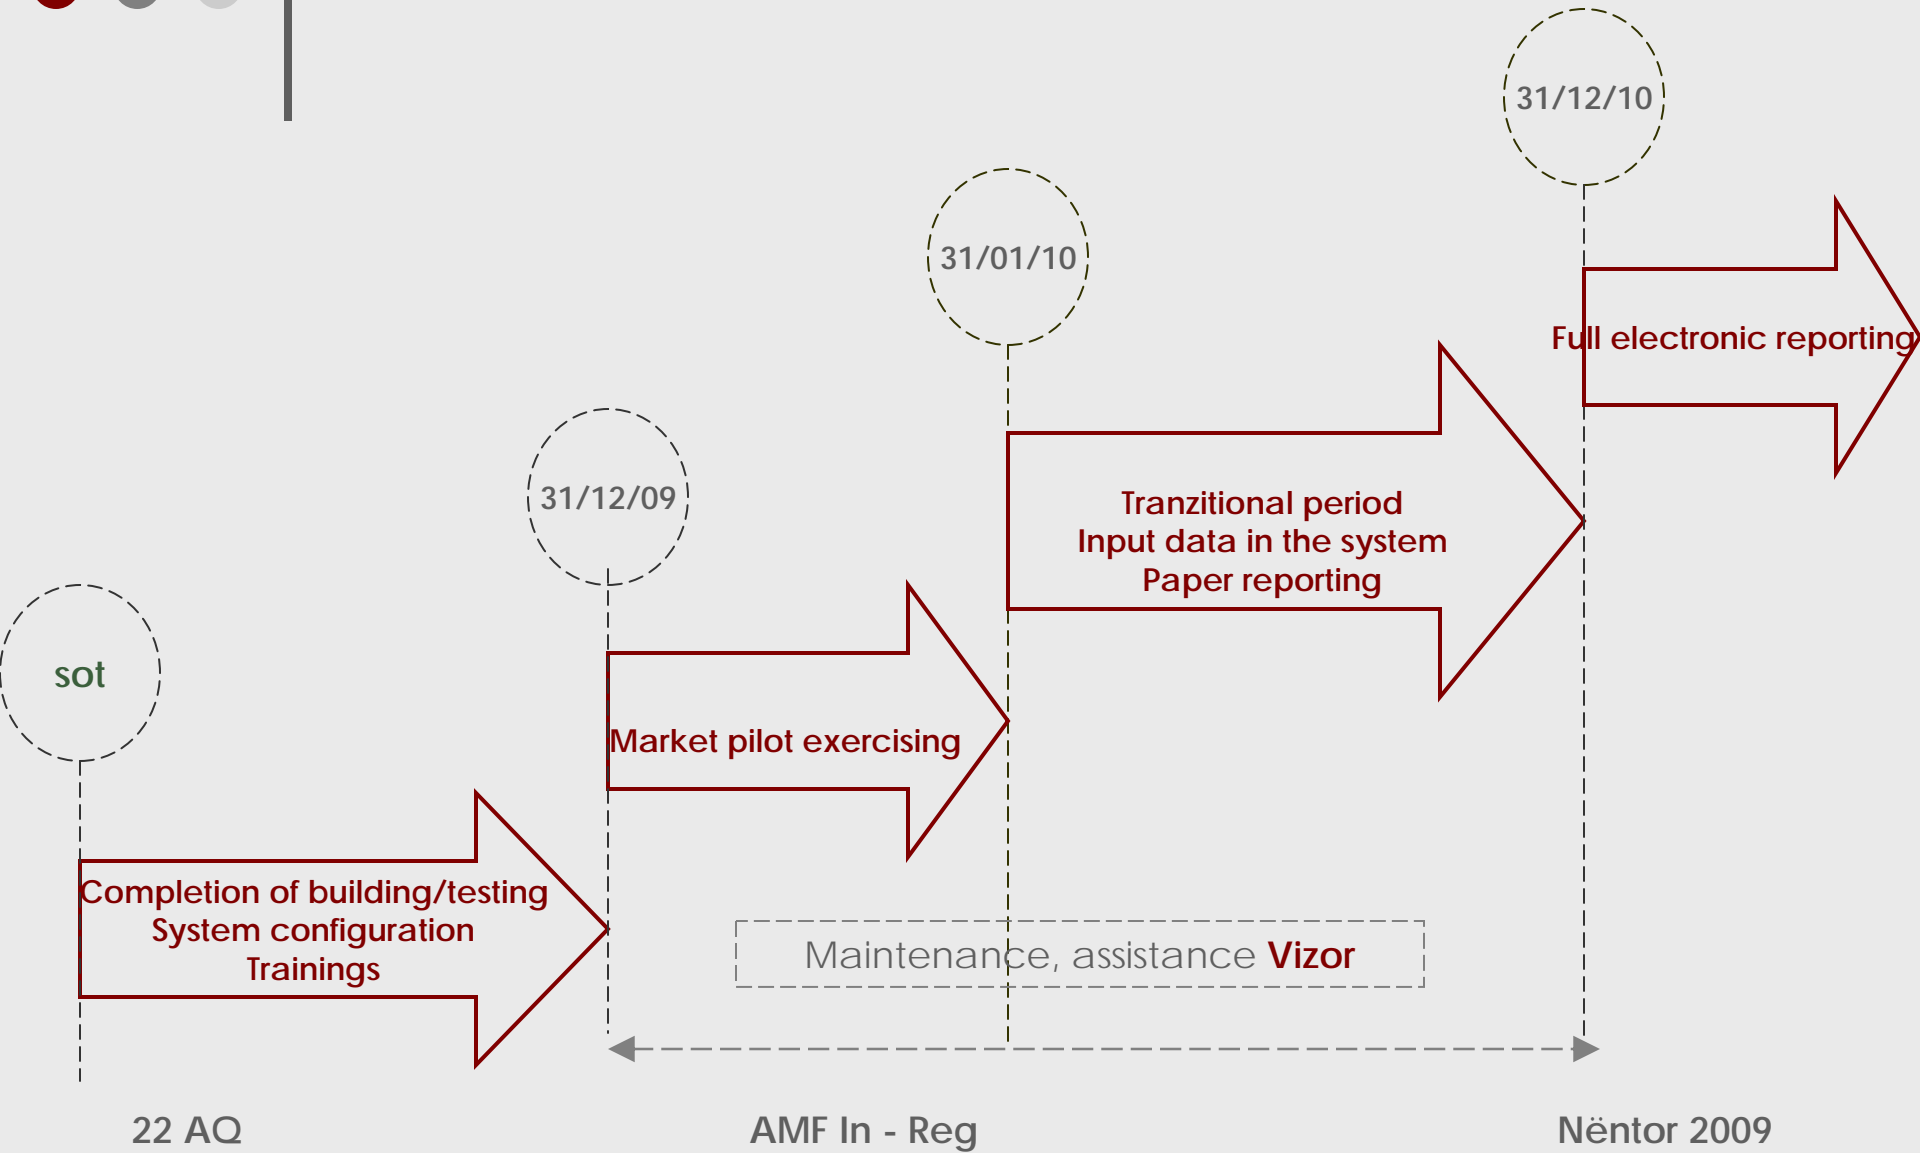 31/12/10
31/01/10
Full electronic reporting
31/12/09
Tranzitional period
Input data in the system
Paper reporting
sot
Market pilot exercising
Completion of building/testing
System configuration
Trainings
Maintenance, assistance Vizor
22 AQ
AMF In - Reg
Nëntor 2009